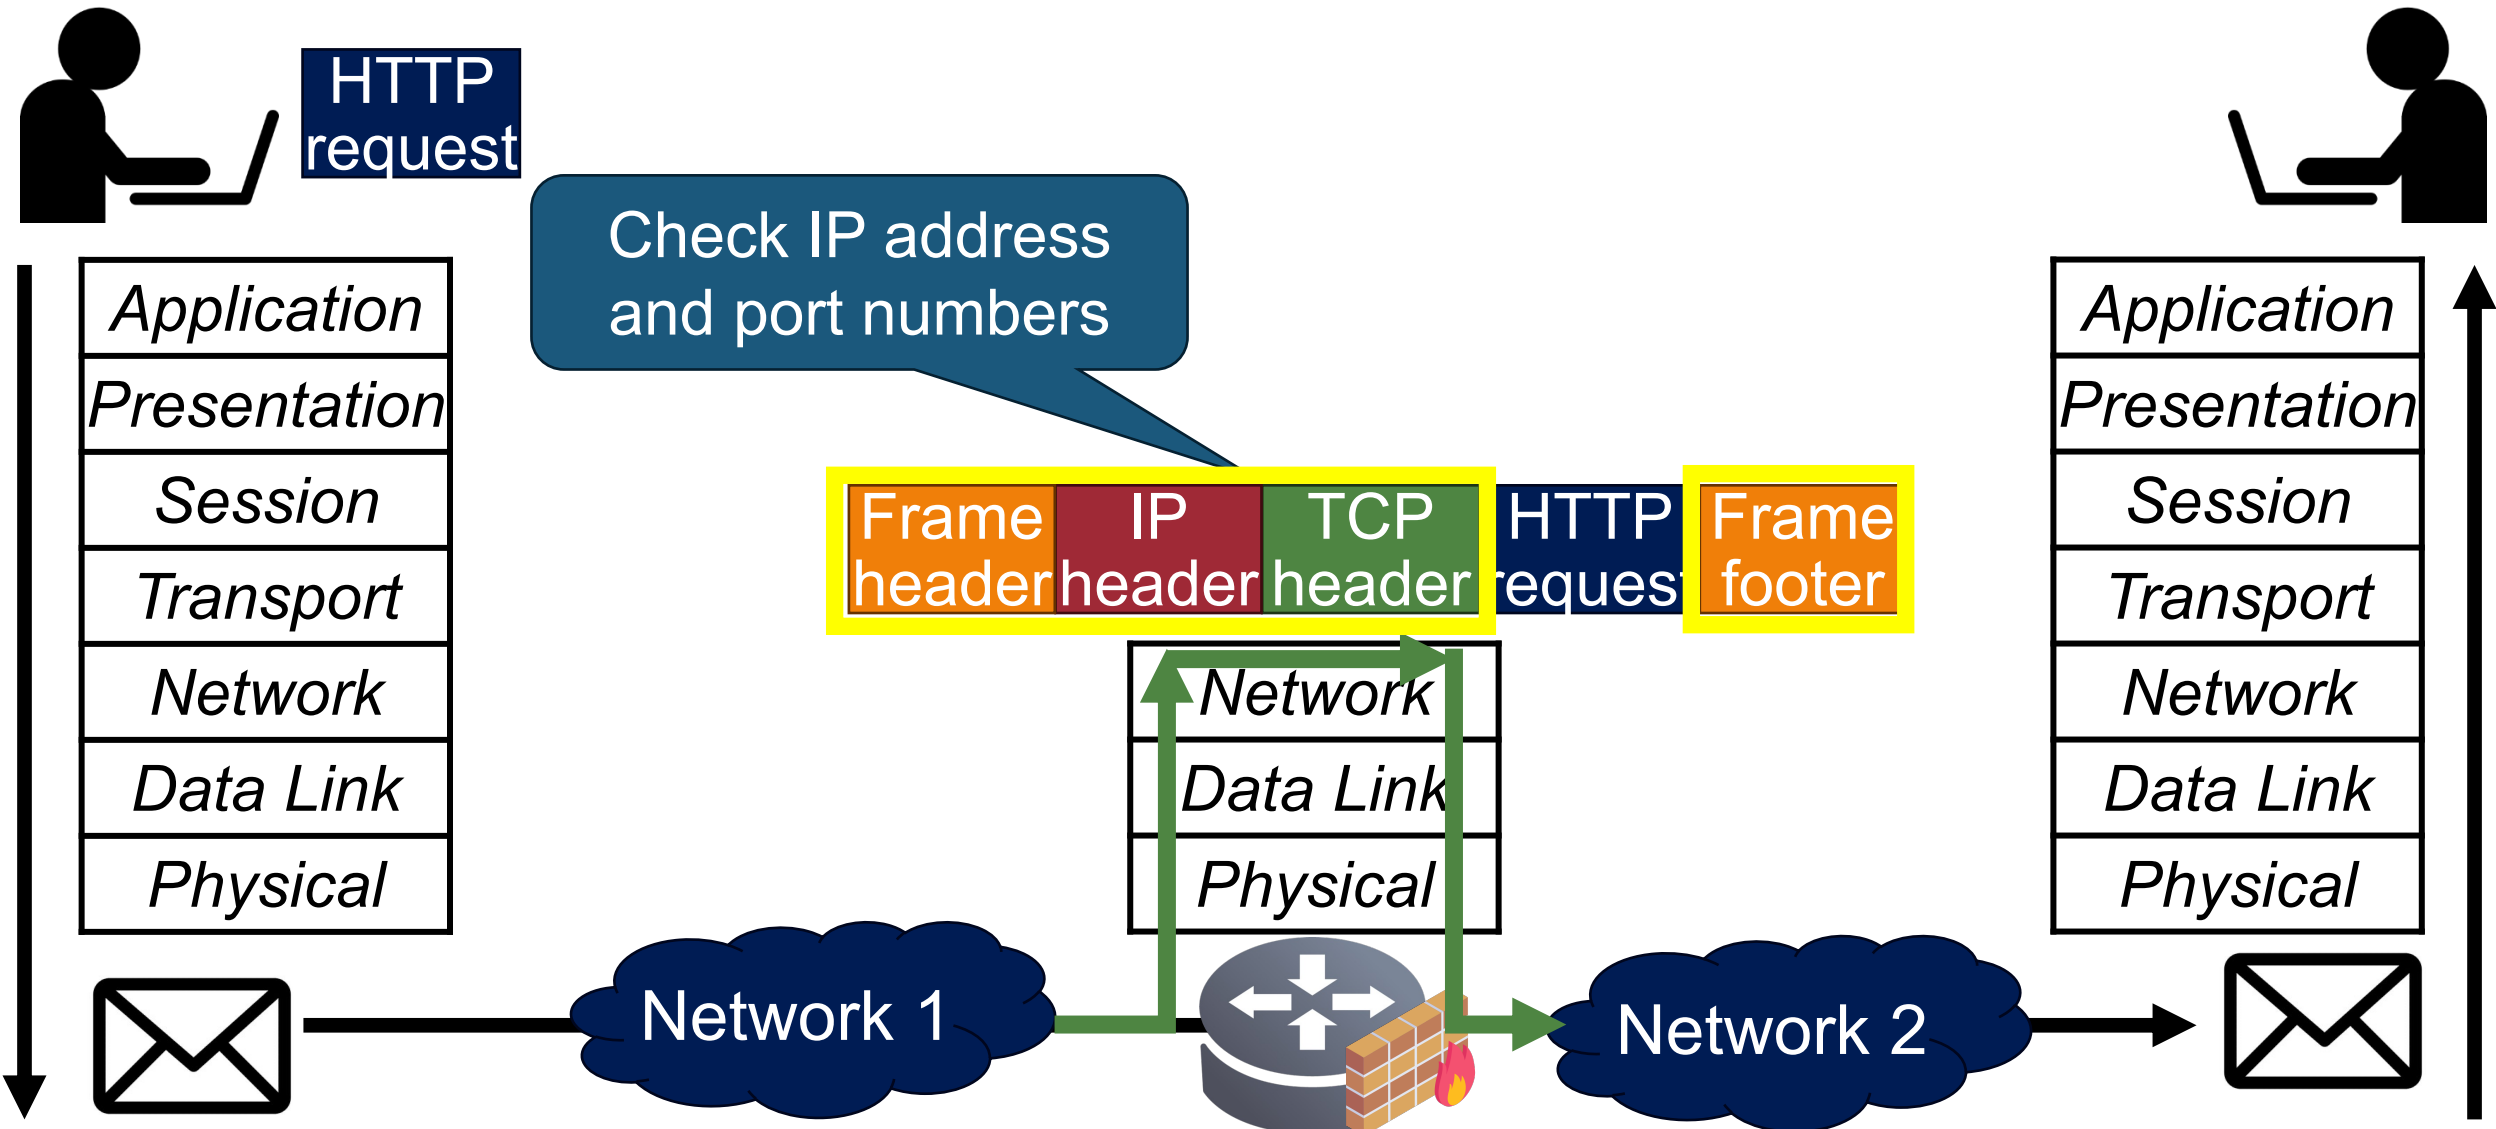 HTTP
request
Check IP address
and port numbers
Application
Presentation
Session
Transport
Network
Data Link
Physical
Frame
header
IP
header
TCP
header
HTTP
request
Frame
footer
Network
Data Link
Physical
Application
Presentation
Session
Transport
Network
Data Link
Physical
Network 1
Network 2